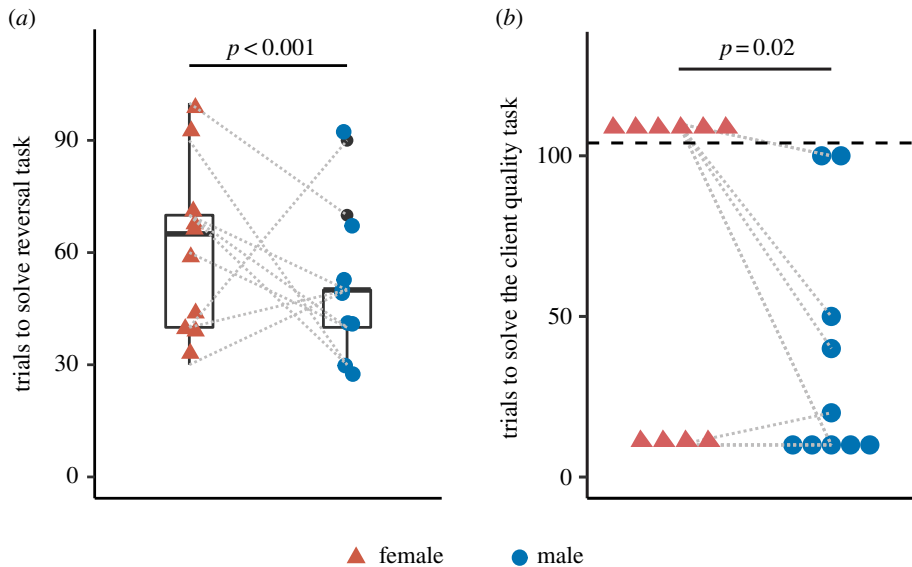 (a)
p < 0.001
trials to solve reversal task
90
60
30
0
(b)
p = 0.02
trials to solve the client quality task
100
50
0
female
male